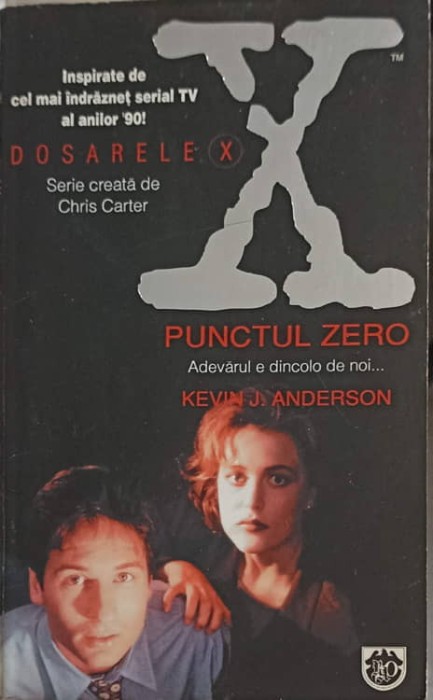 X
TM
Inspirate de
cel mai îndrăzneț serial TV
al anilor '90!
DOSARELE X
Serie creată de
Chris Carter
PUNCTUL ZERO
Adevărul e dincolo de noi...
KEVIN J. ANDERSON
RAO